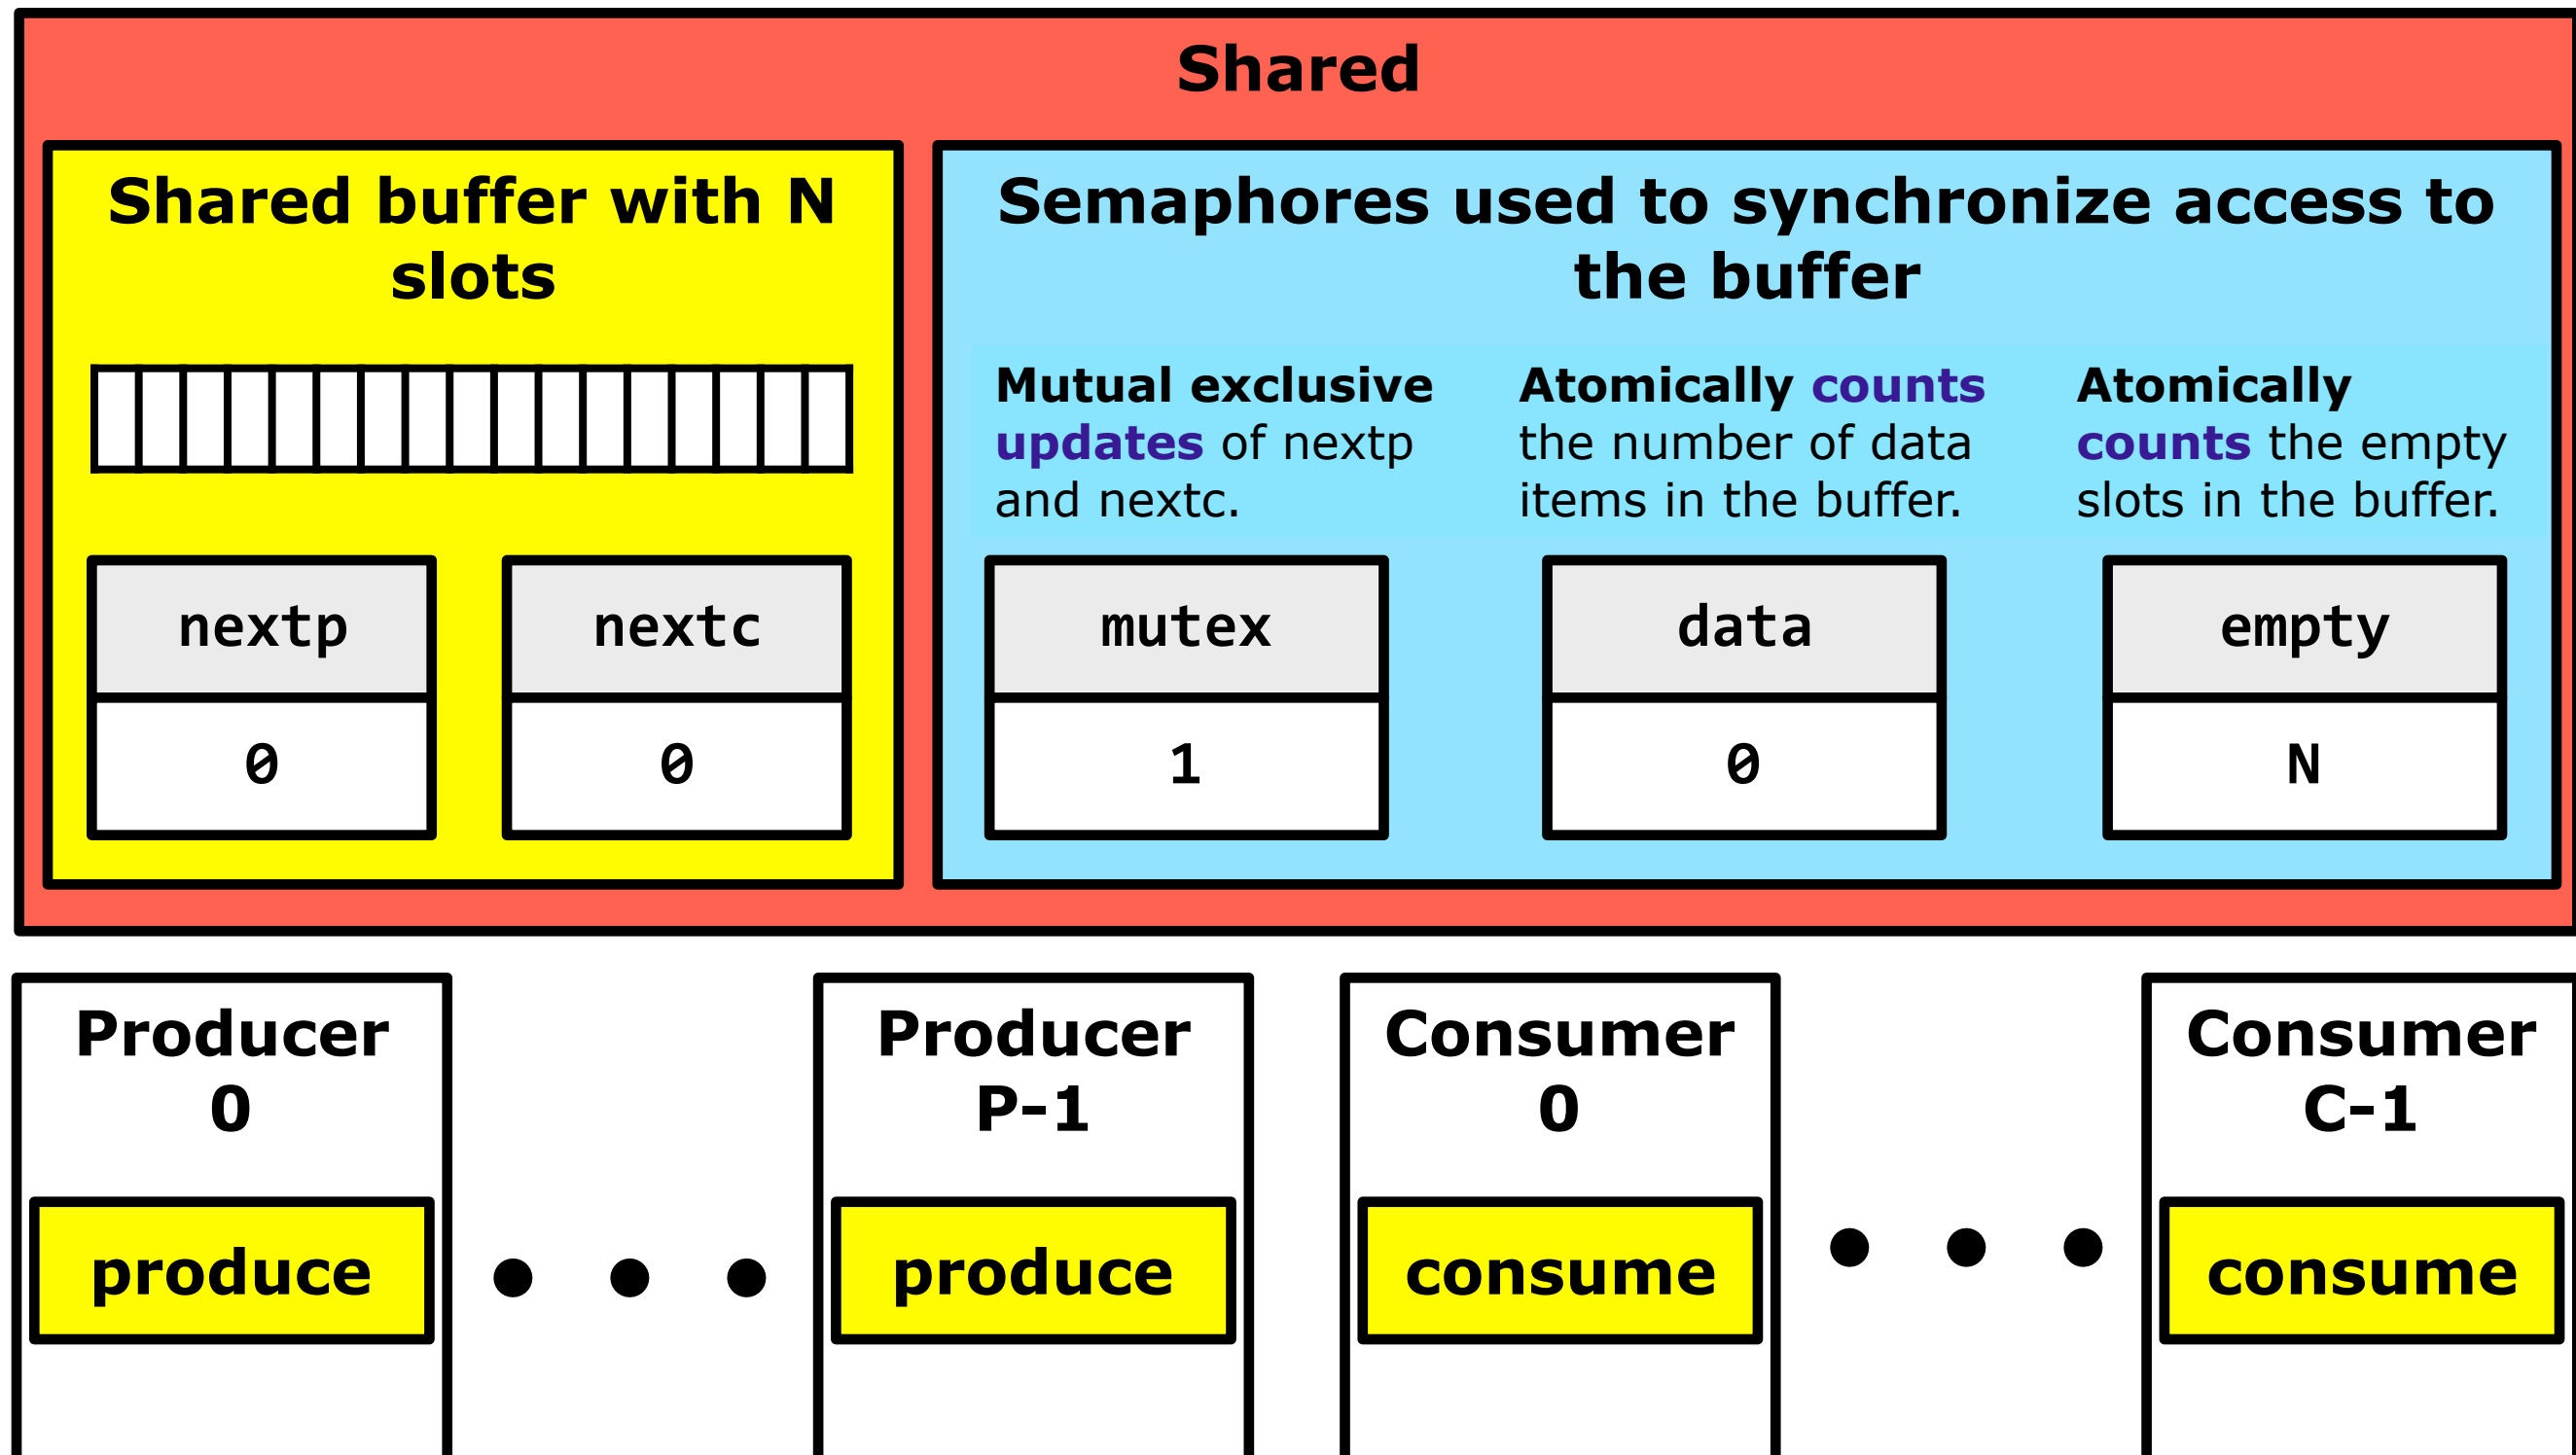 Shared
Shared buffer with N
slots
nextp
nextc
0
0
Semaphores used to synchronize access to
the buffer
Mutual exclusive
updates of nextp
and nextc.
Atomically counts
the number of data
items in the buffer.
Atomically
counts the empty
slots in the buffer.
mutex
data
empty
1
0
N
Producer
0
produce
Producer
P-1
produce
Consumer
0
consume
Consumer
C-1
consume